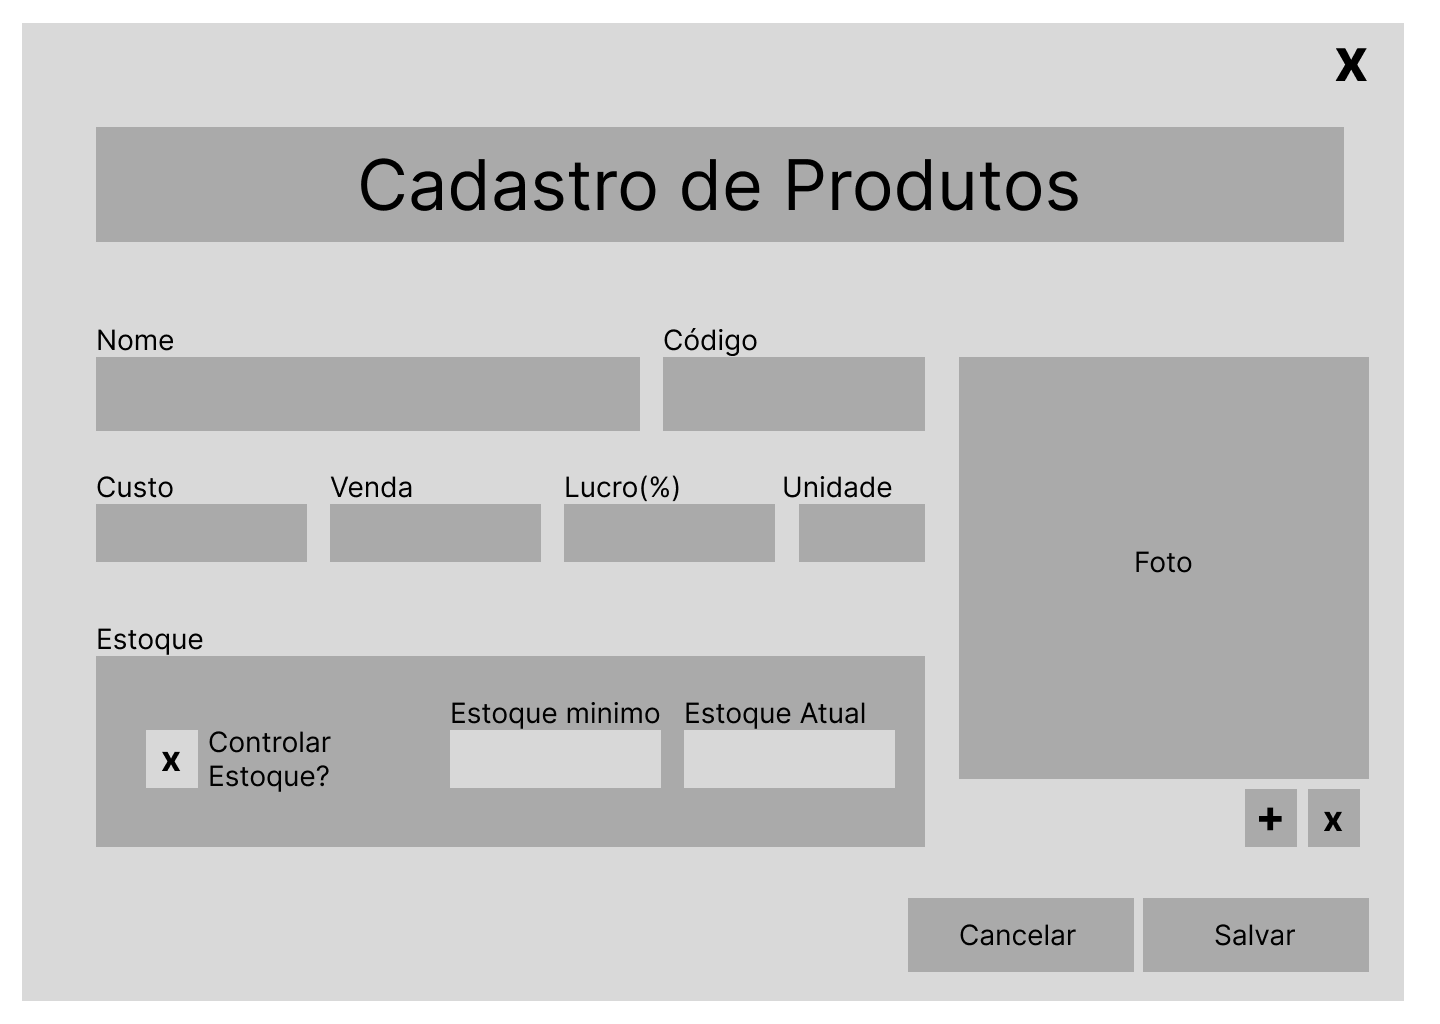 X
Cadastro de Produtos
Nome
Código
Custo
Venda
Lucro(%)
Unidade
Foto
Estoque
Estoque minimo
Estoque Atual
x
Controlar
Estoque?
+
x
Cancelar
Salvar